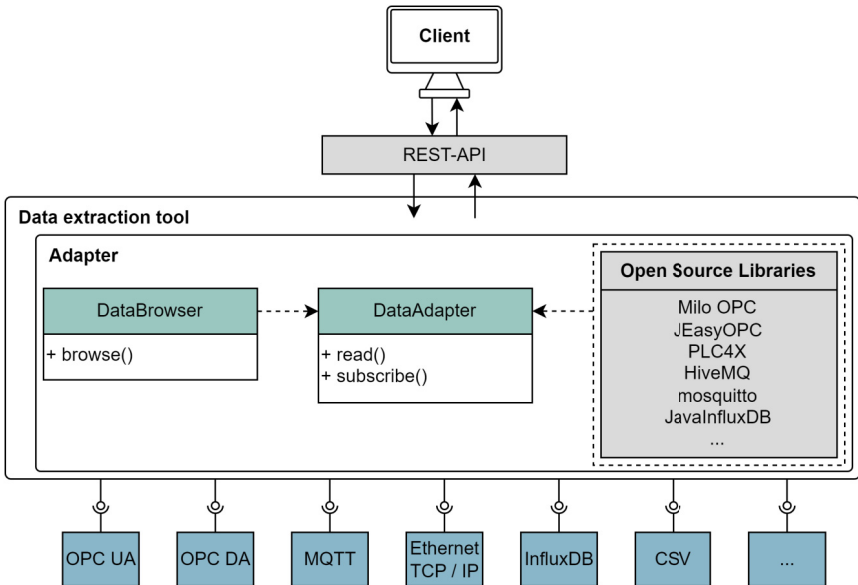 Client
REST-API
Data extraction tool
Adapter
DataBrowser
+ browse()
DataAdapter
+ read()
+ subscribe()
Open Source Libraries
Milo OPC
JEasyOPC
PLC4X
HiveMQ
mosquitto
JavaInfluxDB
...
OPC UA
OPC DA
MQTT
Ethernet
TCP / IP
InfluxDB
CSV
...